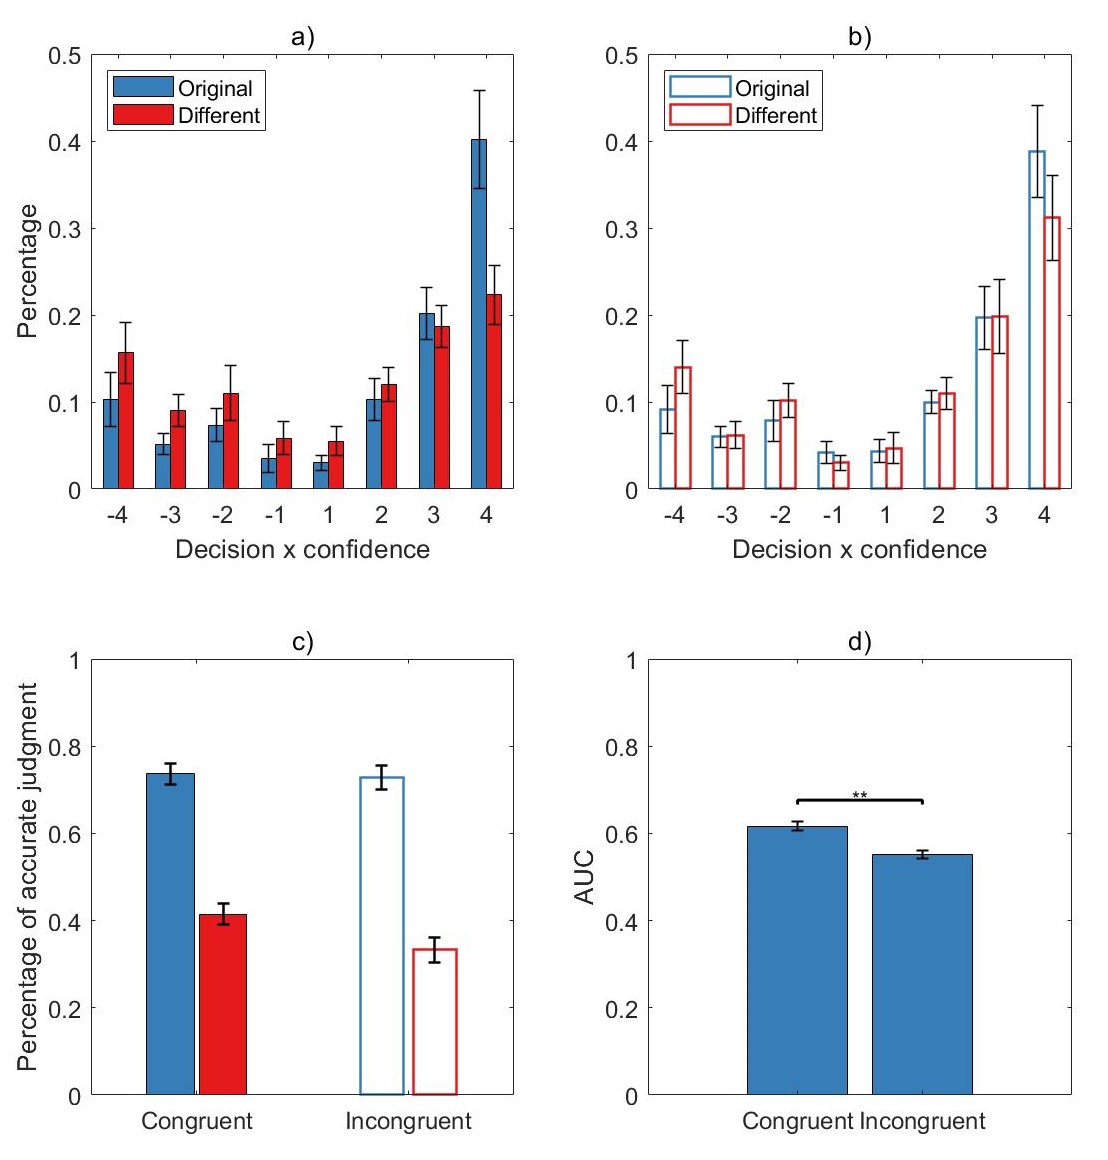 a)
0.5
0.4
0.3
0.2
0.1
0
Percentage
Original
Different
-4 -3 -2 -1 1 2 3 4
Decision x confidence
b)
0.5
0.4
0.3
0.2
0.1
0
Original
Different
-4 -3 -2 -1 1 2 3 4
Decision x confidence
c)
1
0.8
0.6
0.4
0.2
0
Percentage of accurate judgment
Congruent Incongruent
d)
1
0.8
0.6
0.4
0.2
0
AUC
**
Congruent Incongruent